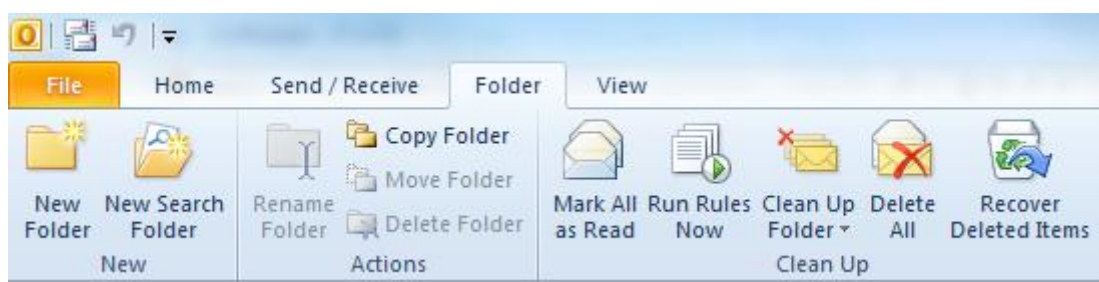 File Home Send / Receive Folder View
New Folder
New Search Folder
Rename Folder
Copy Folder
Move Folder
Delete Folder
Mark All as Read
Run Rules Now
Clean Up Folder
Delete All
Recover Deleted Items
New Actions Clean Up